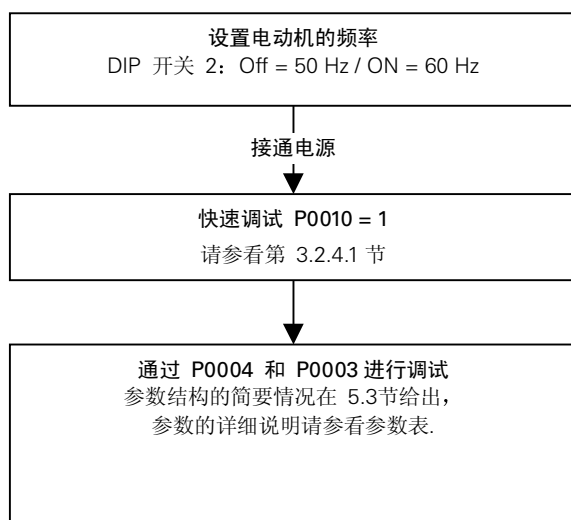 设置电动机的频率
DIP 开关 2：Off = 50 Hz / ON = 60 Hz
接通电源
快速调试 P0010 = 1
请参看第 3.2.4.1 节
通过 P0004 和 P0003 进行调试
参数结构的简要情况在 5.3节给出，
参数的详细说明请参看参数表.